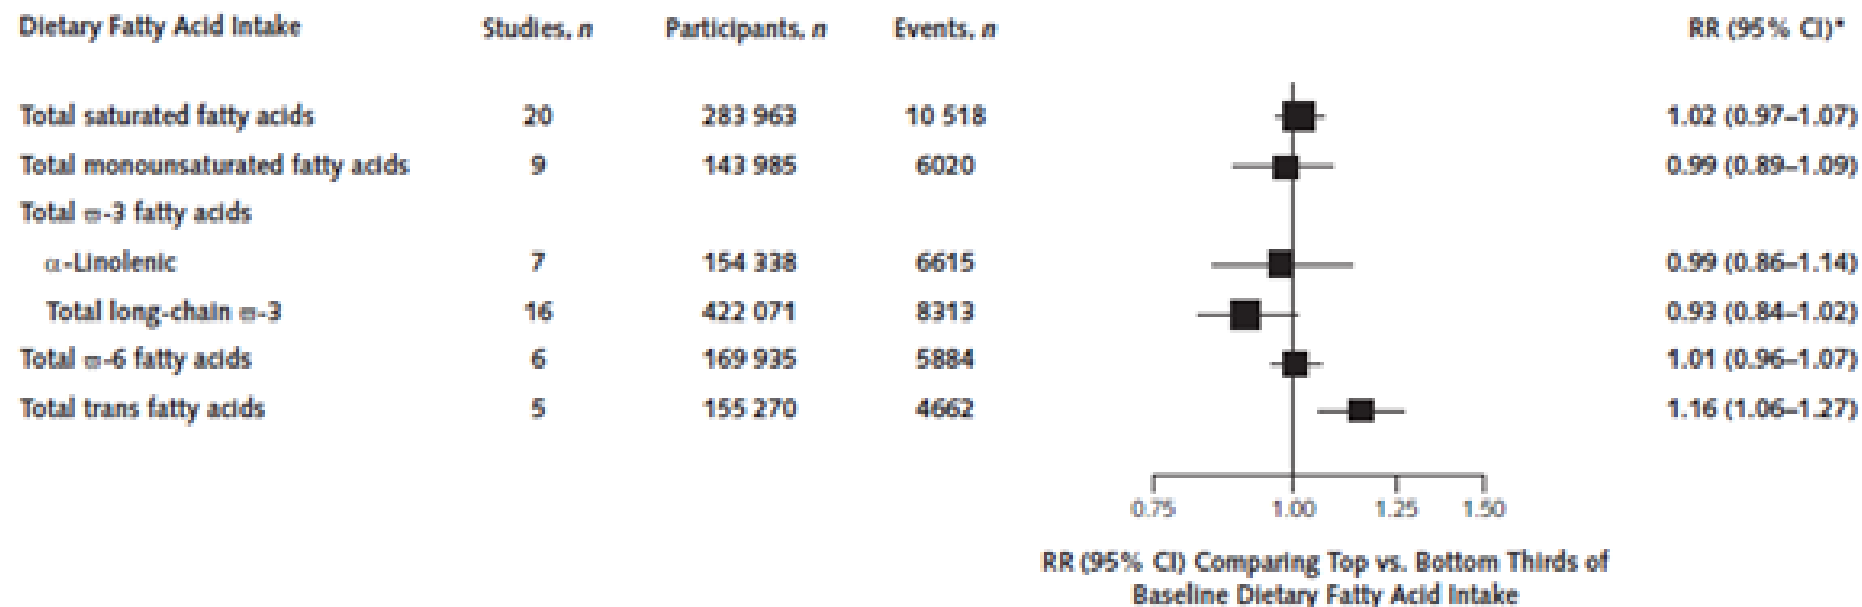 Dietary Fatty Acid Intake Studies, n Participants, n Events, n RR (95% CI)*
Total saturated fatty acids 20 283 963 10 518 1.02 (0.97–1.07)
Total monounsaturated fatty acids 9 143 985 6020 0.99 (0.89–1.09)
Total ϖ-3 fatty acids
α-Linolenic 7 154 338 6615 0.99 (0.86–1.14)
Total long-chain ϖ-3 16 422 071 8313 0.93 (0.84–1.02)
Total ϖ-6 fatty acids 6 169 935 5884 1.01 (0.96–1.07)
Total trans fatty acids 5 155 270 4662 1.16 (1.06–1.27)
0.75 1.00 1.25 1.50
RR (95% CI) Comparing Top vs. Bottom Thirds of
Baseline Dietary Fatty Acid Intake